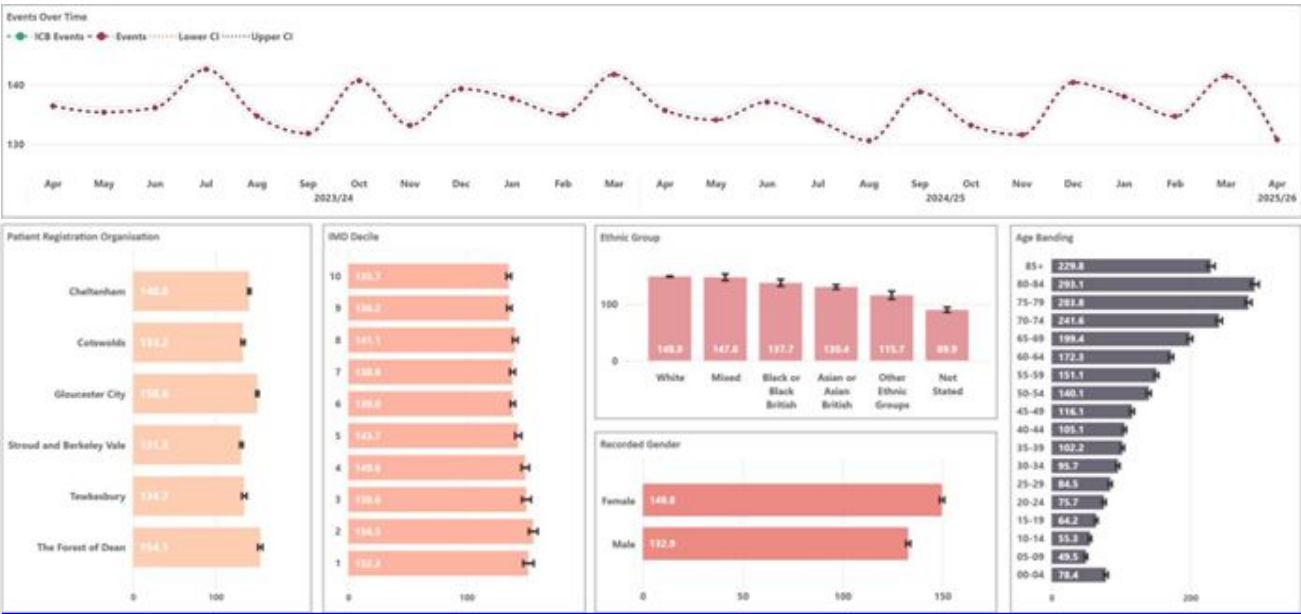 Events Over Time
ICB Events Events Lower CI Upper CI
140
130
Apr May Jun Jul Aug Sep Oct Nov Dec Jan Feb Mar Apr May Jun Jul Aug Sep Oct Nov Dec Jan Feb Mar Apr
2023/24 2024/25 2025/26
Patient Registration Organisation
0 100
Cheltenham
Cotswolds
Gloucester City
Stroud and Berkeley Vale
Tewkesbury
The Forest of Dean 154.1
0 100
IMD Decile
10
9
8 141.1
7
6 139.0
5 143.7
4 149.6
3 150.6
2
1
0 100
Ethnic Group
100
0
148.9 147.6 137.7 130.4 115.7 89.9
White Mixed Black or Asian or Other Not
Black Asian Ethnic Stated
British British Groups
Recorded Gender
Female 149.8
Male 132.9
0 50 100 150
Age Banding
85+ 229.8
80-84 293.1
75-79 283.8
70-74 241.6
65-69 199.4
60-64 172.3
55-59 151.1
50-54 140.1
45-49 116.1
40-44 105.1
35-39 102.2
30-34 95.7
25-29 84.5
20-24 75.7
15-19 64.2
10-14 55.3
05-09 49.5
00-04 78.4
0 200